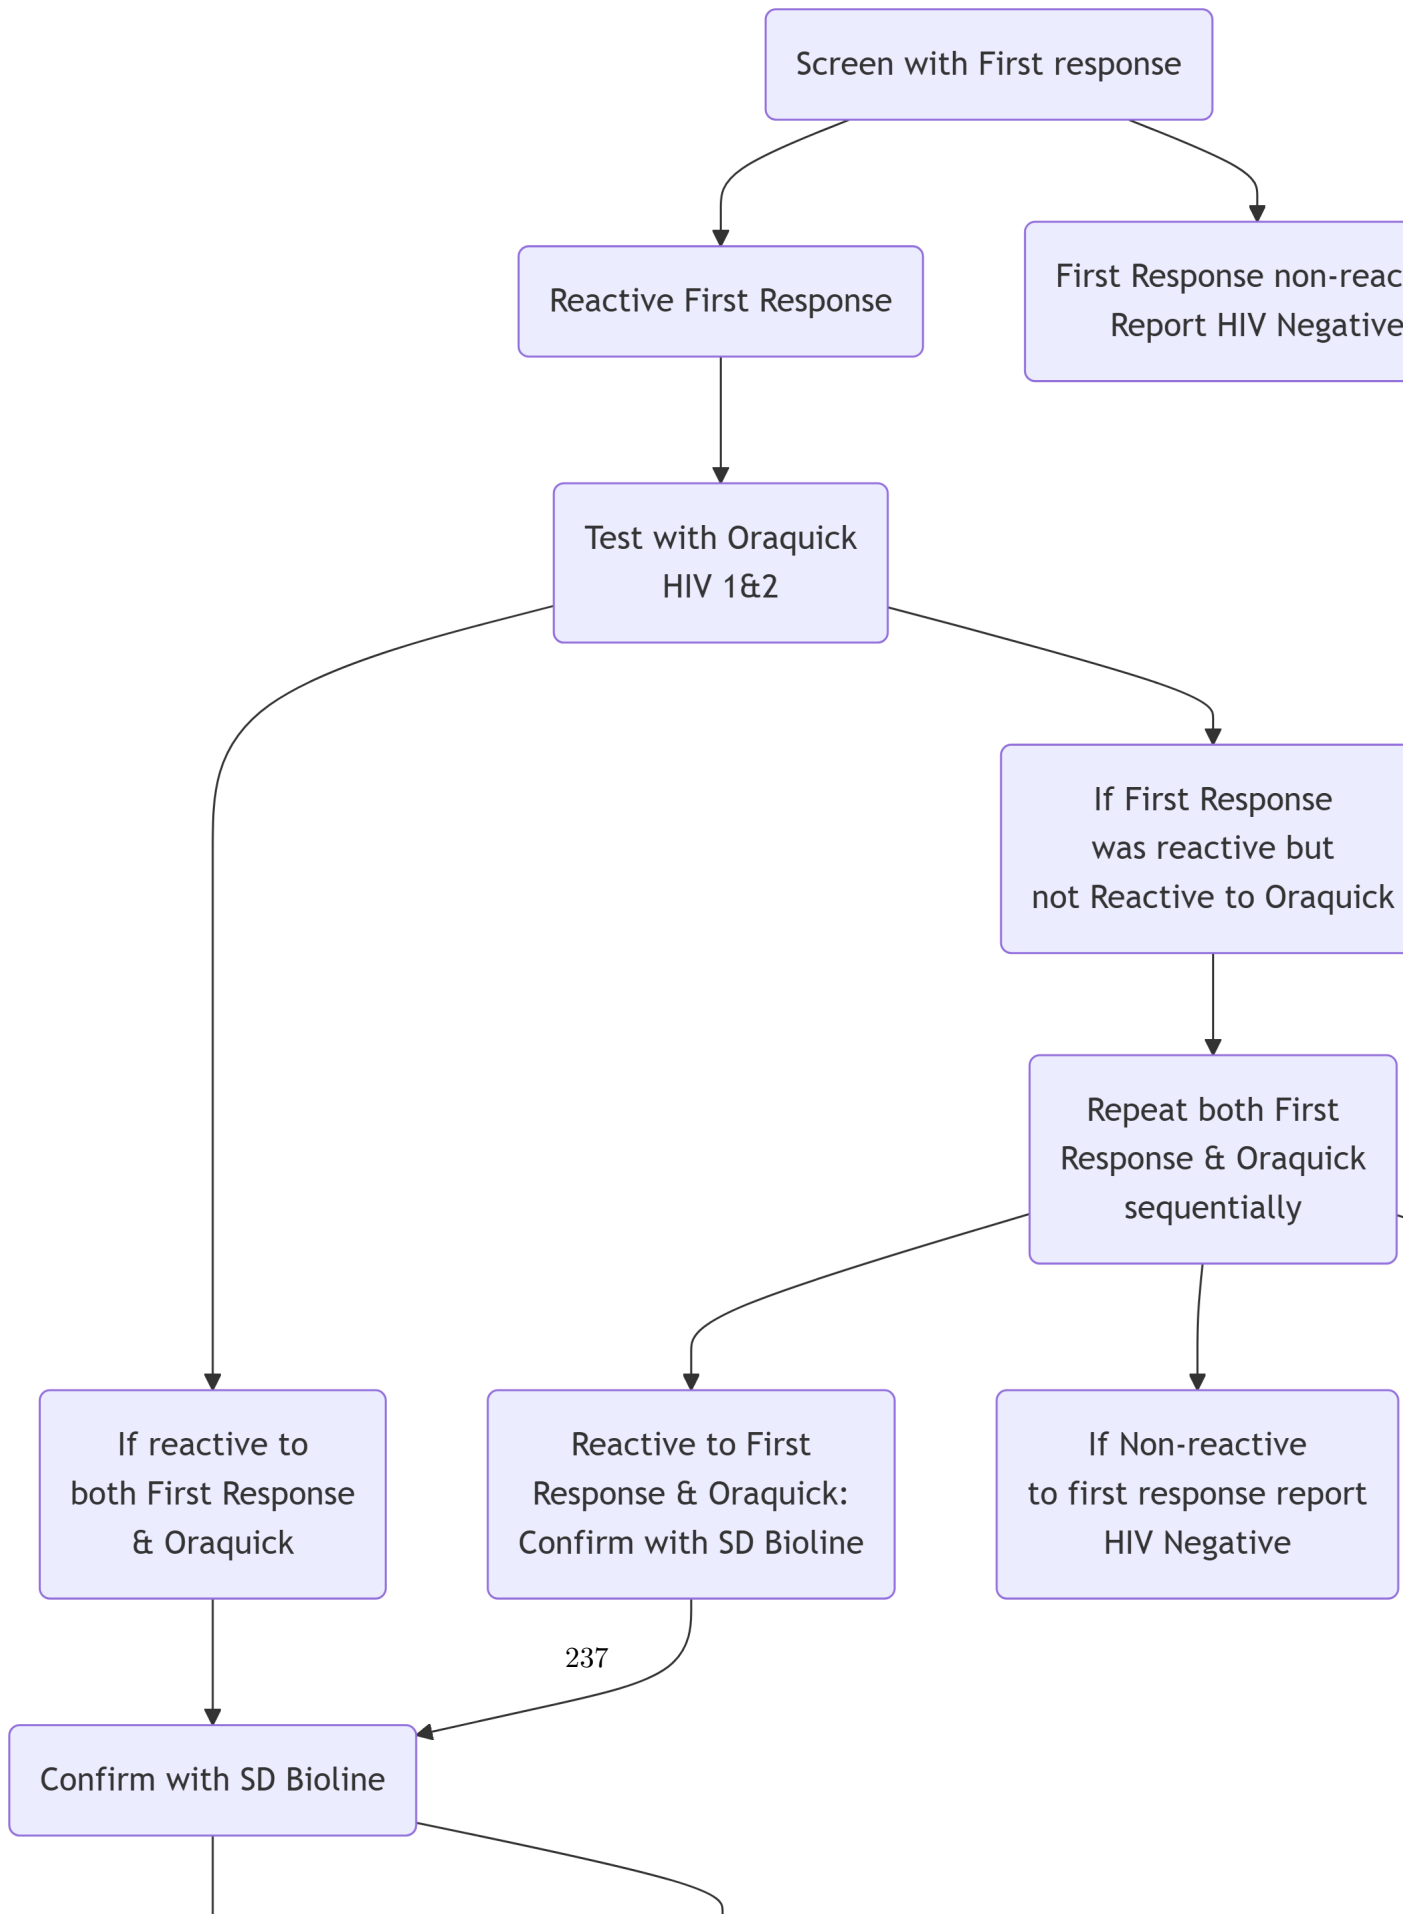 Screen with First response
Reactive First Response
First Response non-reac
Report HIV Negative
Test with Oraquick
HIV 1&2
If First Response
was reactive but
not Reactive to Oraquick
Repeat both First
Response & Oraquick
sequentially
If reactive to
both First Response
& Oraquick
Reactive to First
Response & Oraquick:
Confirm with SD Bioline
If Non-reactive
to first response report
HIV Negative
237
Confirm with SD Bioline